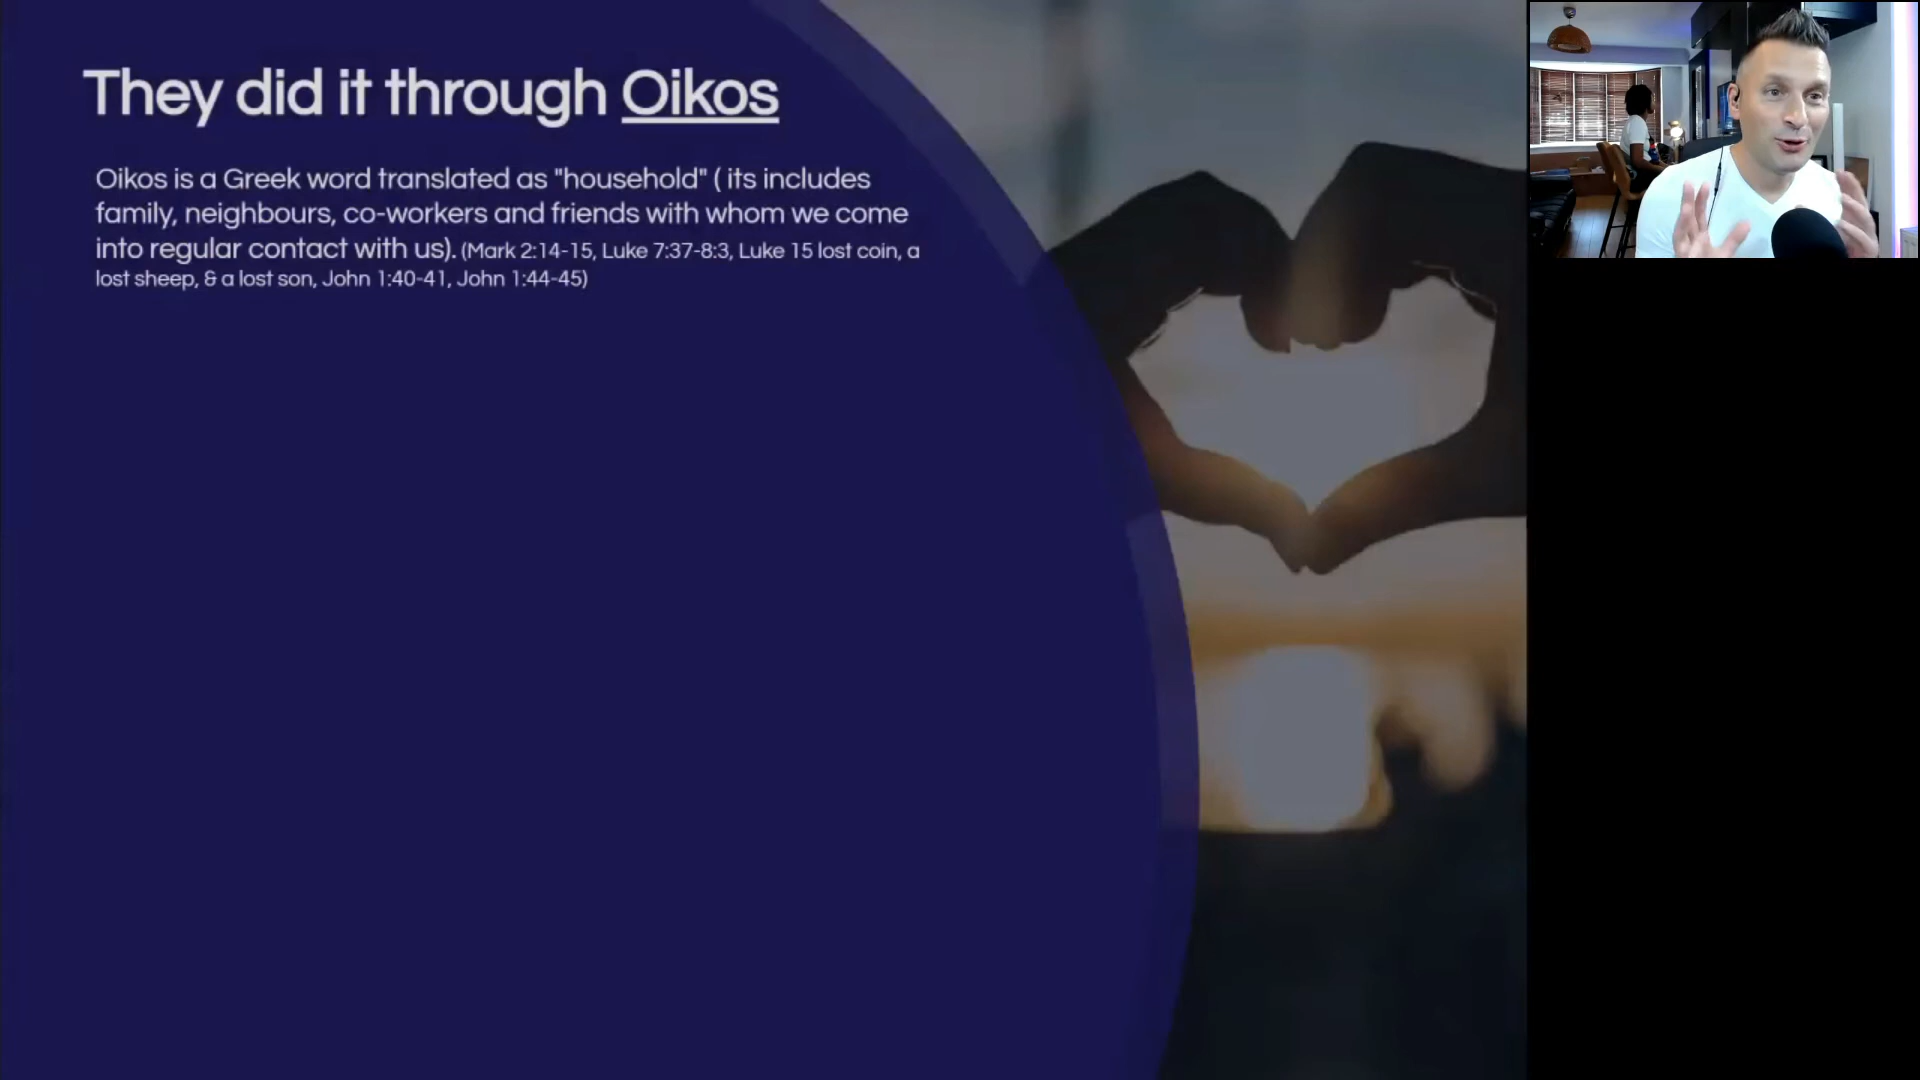 They did it through Oikos
Oikos is a Greek word translated as "household" ( its includes
family, neighbours, co-workers and friends with whom we come
into regular contact with us). (Mark 2:14-15, Luke 7:37-8:3, Luke 15 lost coin, a
lost sheep, & a lost son, John 1:40-41, John 1:44-45)